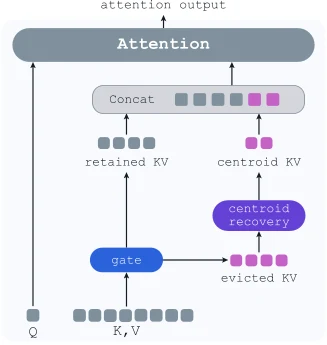 attention output
Attention
Concat
retained KV
centroid KV
centroid
recovery
gate
evicted KV
Q
K,V